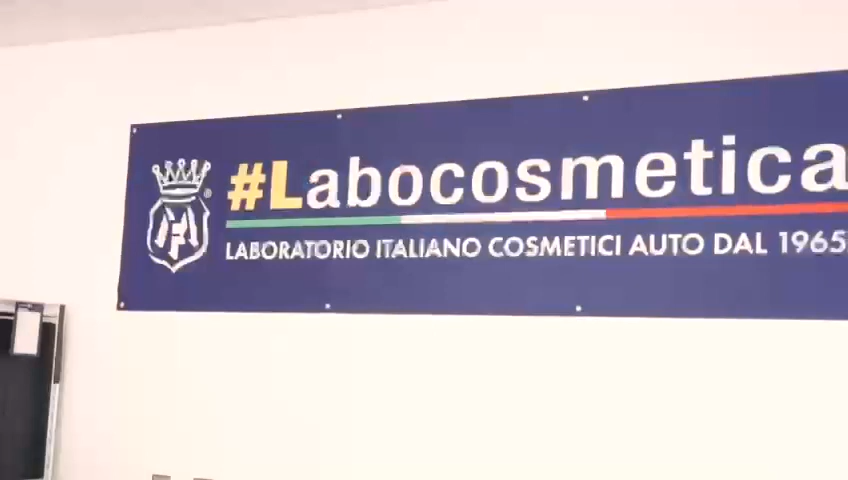 #Labocosmetica
LABORATORIO ITALIANO COSMETICI AUTO DAL 1965